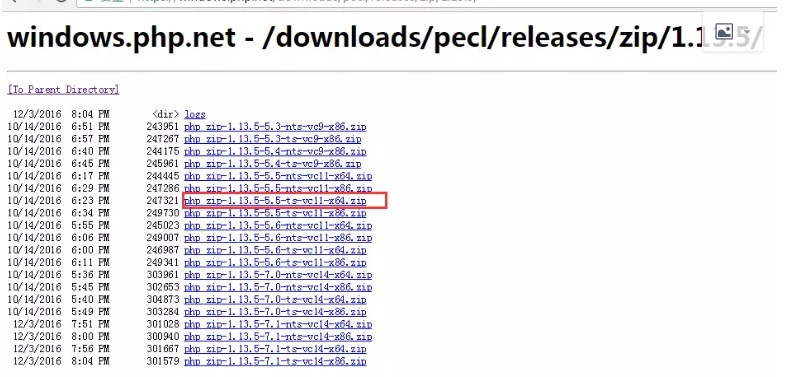 windows.php.net - /downloads/pecl/releases/zip/1.13.5/
[To Parent Directory]
12/3/2016 8:04 PM <dir> logs
10/14/2016 6:51 PM 243951 php_zip-1.13.5-5.3-nts-vc9-x86.zip
10/14/2016 6:57 PM 247267 php_zip-1.13.5-5.3-ts-vc9-x86.zip
10/14/2016 6:40 PM 244175 php_zip-1.13.5-5.4-nts-vc9-x86.zip
10/14/2016 6:45 PM 245961 php_zip-1.13.5-5.4-ts-vc9-x86.zip
10/14/2016 6:17 PM 244445 php_zip-1.13.5-5.5-nts-vc11-x64.zip
10/14/2016 6:29 PM 247286 php_zip-1.13.5-5.5-nts-vc11-x86.zip
10/14/2016 6:23 PM 247321 php_zip-1.13.5-5.5-ts-vc11-x64.zip
10/14/2016 6:34 PM 249730 php_zip-1.13.5-5.5-ts-vc11-x86.zip
10/14/2016 5:55 PM 245023 php_zip-1.13.5-5.6-nts-vc11-x64.zip
10/14/2016 6:06 PM 249007 php_zip-1.13.5-5.6-nts-vc11-x86.zip
10/14/2016 6:00 PM 246987 php_zip-1.13.5-5.6-ts-vc11-x64.zip
10/14/2016 6:11 PM 249341 php_zip-1.13.5-5.6-ts-vc11-x86.zip
10/14/2016 5:36 PM 303961 php_zip-1.13.5-7.0-nts-vc14-x64.zip
10/14/2016 5:45 PM 302653 php_zip-1.13.5-7.0-nts-vc14-x86.zip
10/14/2016 5:40 PM 304873 php_zip-1.13.5-7.0-ts-vc14-x64.zip
10/14/2016 5:49 PM 303284 php_zip-1.13.5-7.0-ts-vc14-x86.zip
12/3/2016 7:51 PM 301028 php_zip-1.13.5-7.1-nts-vc14-x64.zip
12/3/2016 8:00 PM 300940 php_zip-1.13.5-7.1-nts-vc14-x86.zip
12/3/2016 7:56 PM 301667 php_zip-1.13.5-7.1-ts-vc14-x64.zip
12/3/2016 8:04 PM 301579 php_zip-1.13.5-7.1-ts-vc14-x86.zip